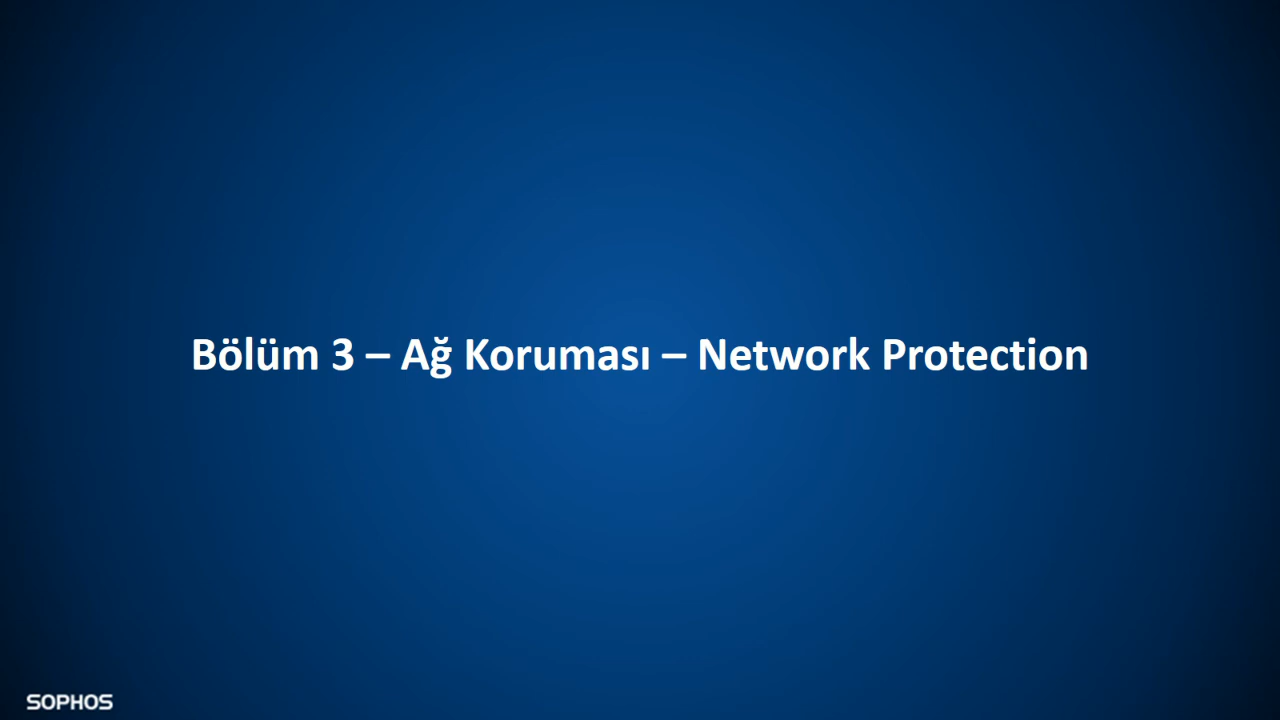 Bölüm 3 – Ağ Koruması – Network Protection
SOPHOS